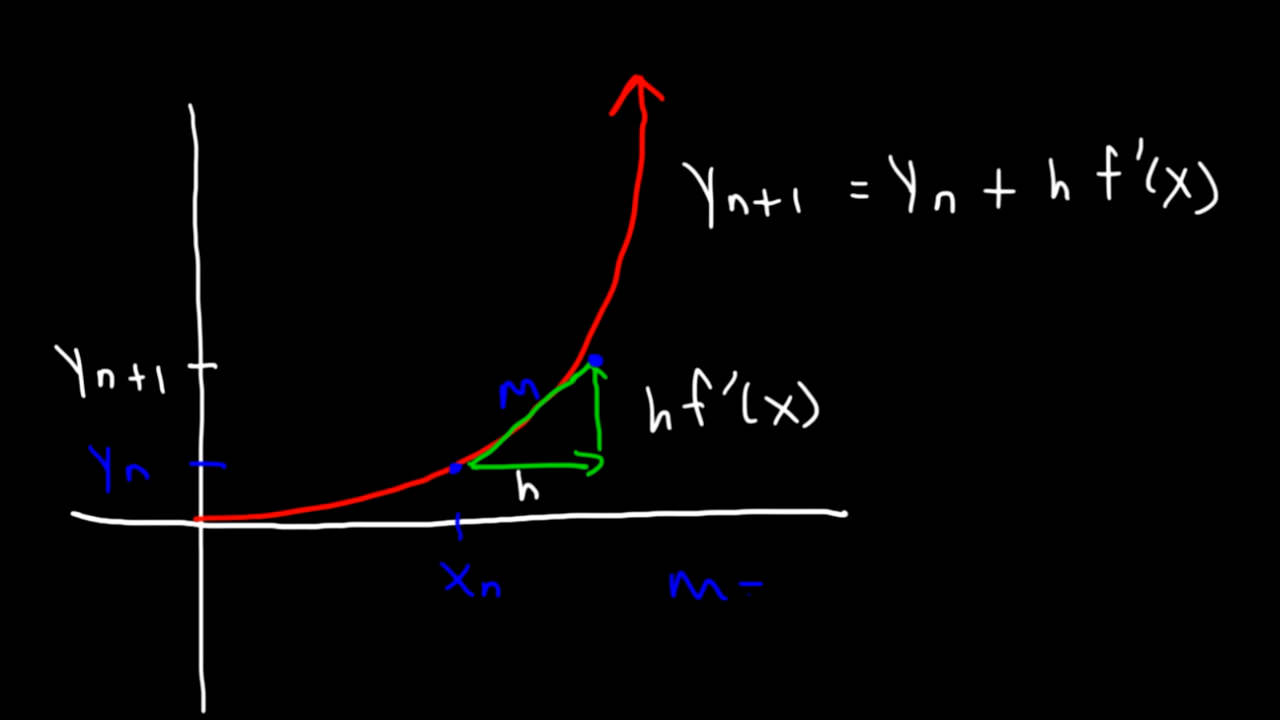 yₙ₊₁ = yₙ + h f'(x)
yₙ₊₁
m
h f'(x)
yₙ
h
xₙ
m =